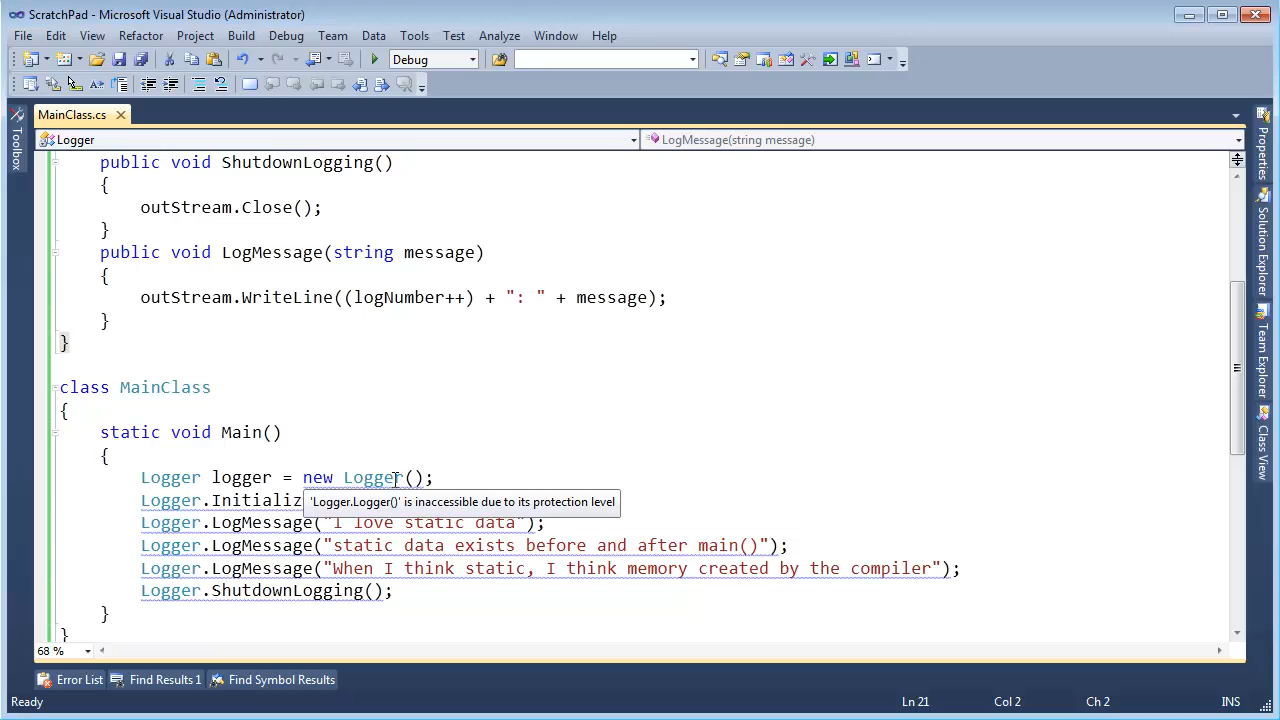 ScratchPad - Microsoft Visual Studio (Administrator)
File Edit View Refactor Project Build Debug Team Data Tools Test Analyze Window Help
Debug
MainClass.cs
Logger LogMessage(string message)
public void ShutdownLogging()
{
outStream.Close();
}
public void LogMessage(string message)
{
outStream.WriteLine((logNumber++) + ": " + message);
}
}
class MainClass
{
static void Main()
{
Logger logger = new Logger();
Logger.Initializ
'Logger.Logger()' is inaccessible due to its protection level
Logger.LogMessage("I love static data");
Logger.LogMessage("static data exists before and after main()");
Logger.LogMessage("When I think static, I think memory created by the compiler");
Logger.ShutdownLogging();
}
}
68 %
Error List Find Results 1 Find Symbol Results
Ready Ln 21 Col 2 Ch 2 INS
Toolbox
Properties
Solution Explorer
Team Explorer
Class View